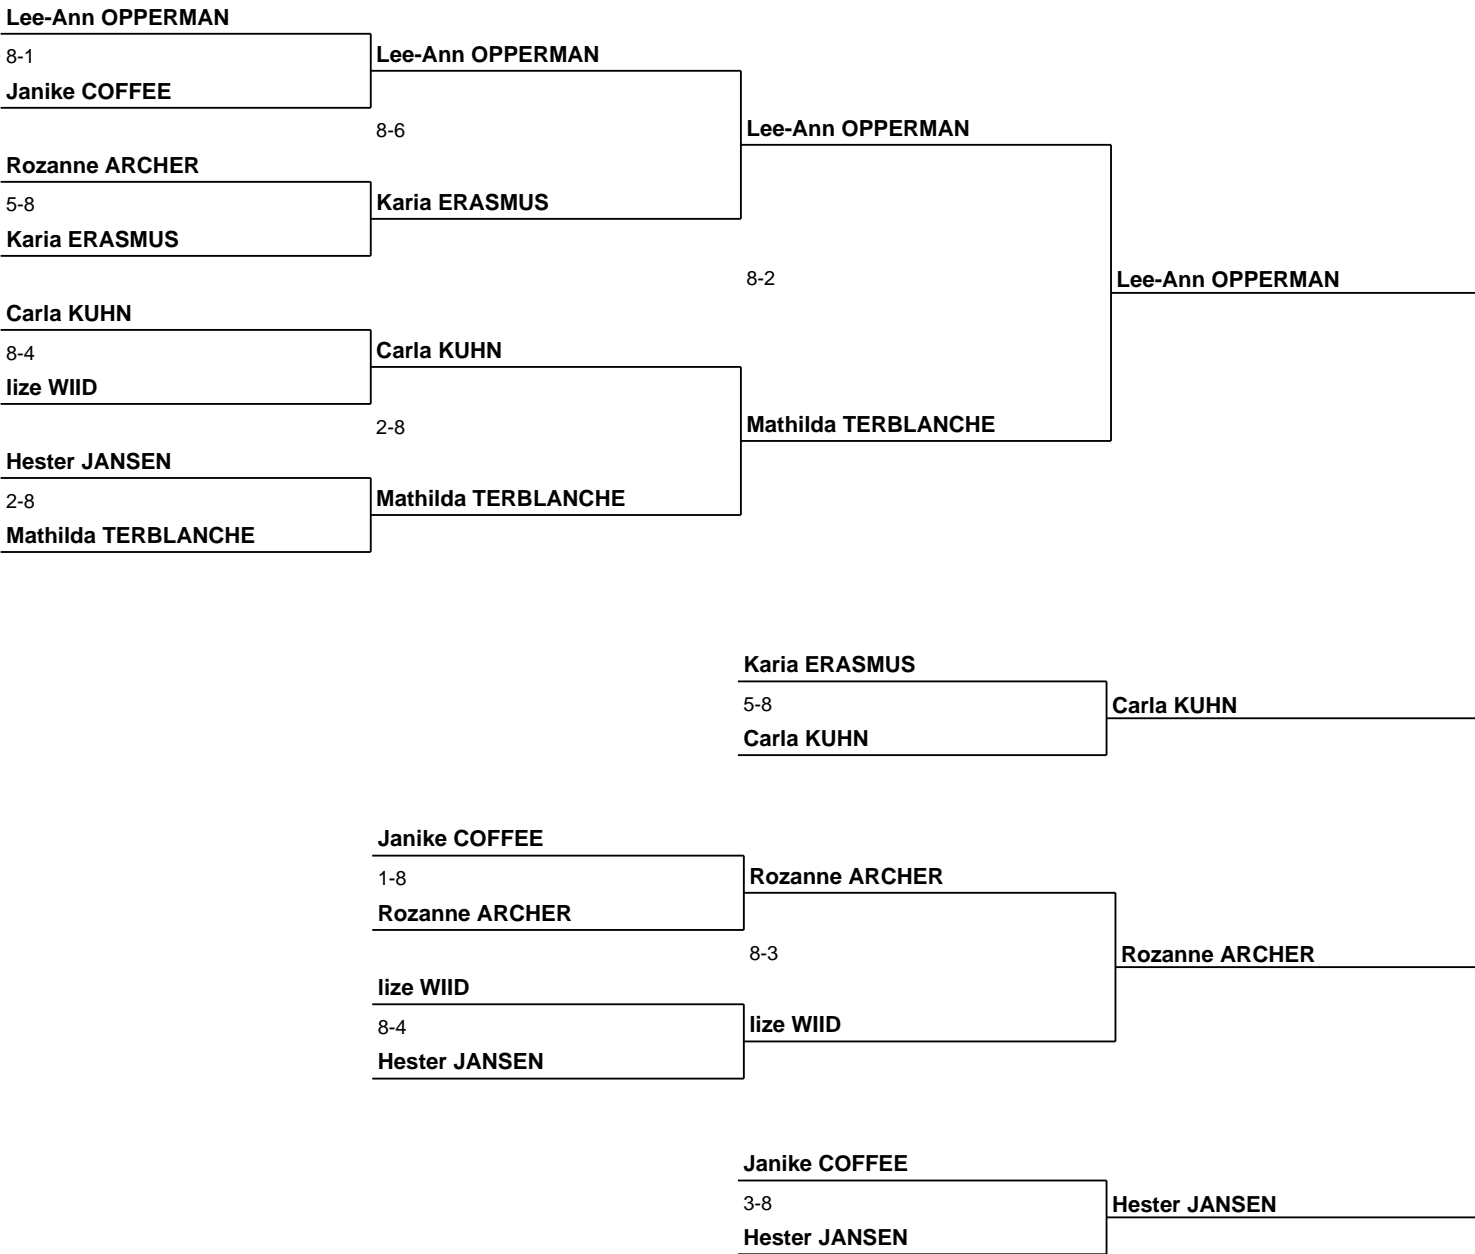 Lee-Ann OPPERMAN
8-1
Janike COFFEE
Lee-Ann OPPERMAN
8-6
Rozanne ARCHER
5-8
Karia ERASMUS
Karia ERASMUS
Lee-Ann OPPERMAN
8-2
Lee-Ann OPPERMAN
Carla KUHN
8-4
lize WIID
Carla KUHN
2-8
Hester JANSEN
2-8
Mathilda TERBLANCHE
Mathilda TERBLANCHE
Mathilda TERBLANCHE
Karia ERASMUS
5-8
Carla KUHN
Carla KUHN
Janike COFFEE
1-8
Rozanne ARCHER
Rozanne ARCHER
8-3
Rozanne ARCHER
lize WIID
8-4
Hester JANSEN
lize WIID
Janike COFFEE
3-8
Hester JANSEN
Hester JANSEN